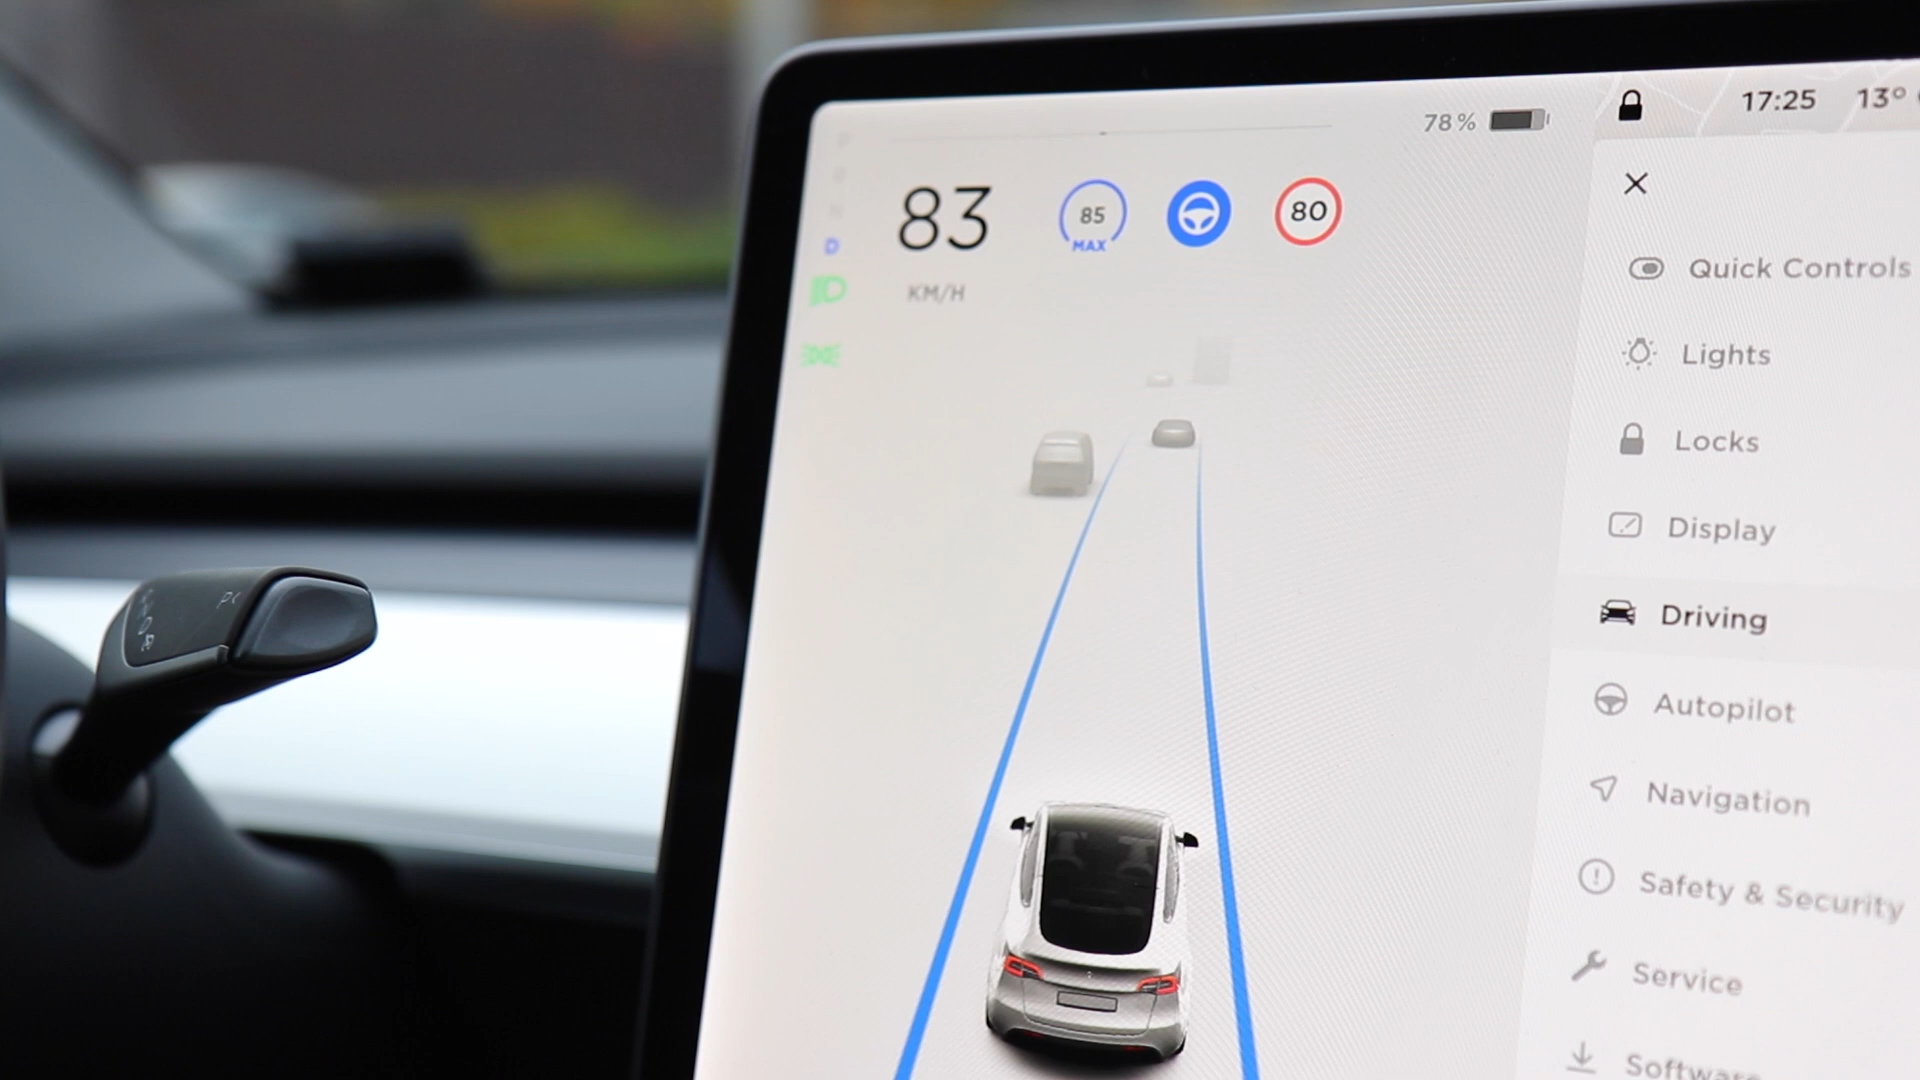 78%
17:25 13°
83
85
MAX
80
D
KM/H
Quick Controls
Lights
Locks
Display
Driving
Autopilot
Navigation
Safety & Security
Service
Software
P